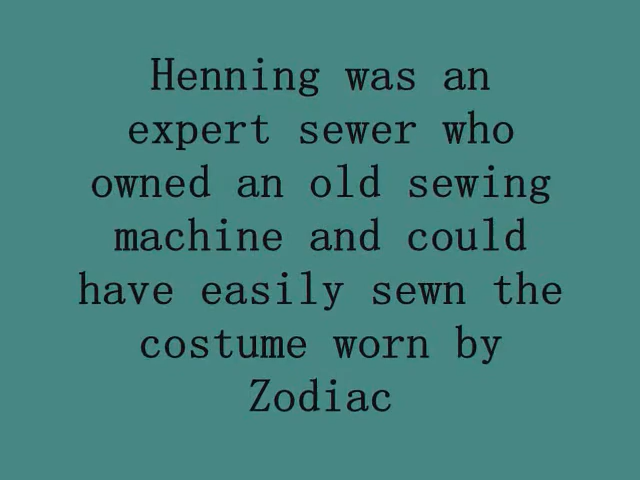 Henning was an
expert sewer who
owned an old sewing
machine and could
have easily sewn the
costume worn by
Zodiac